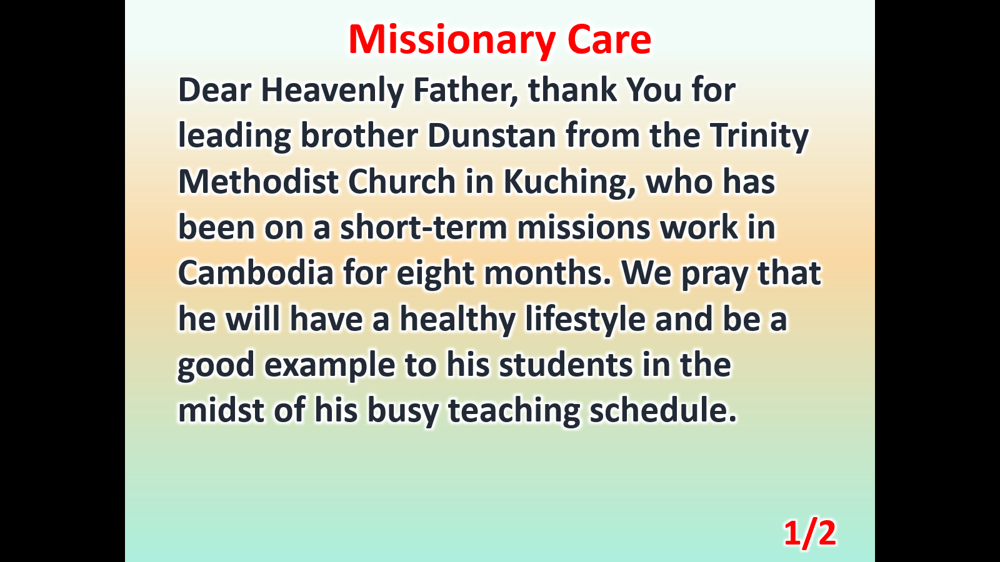 Missionary Care
Dear Heavenly Father, thank You for
leading brother Dunstan from the Trinity
Methodist Church in Kuching, who has
been on a short-term missions work in
Cambodia for eight months. We pray that
he will have a healthy lifestyle and be a
good example to his students in the
midst of his busy teaching schedule.
1/2